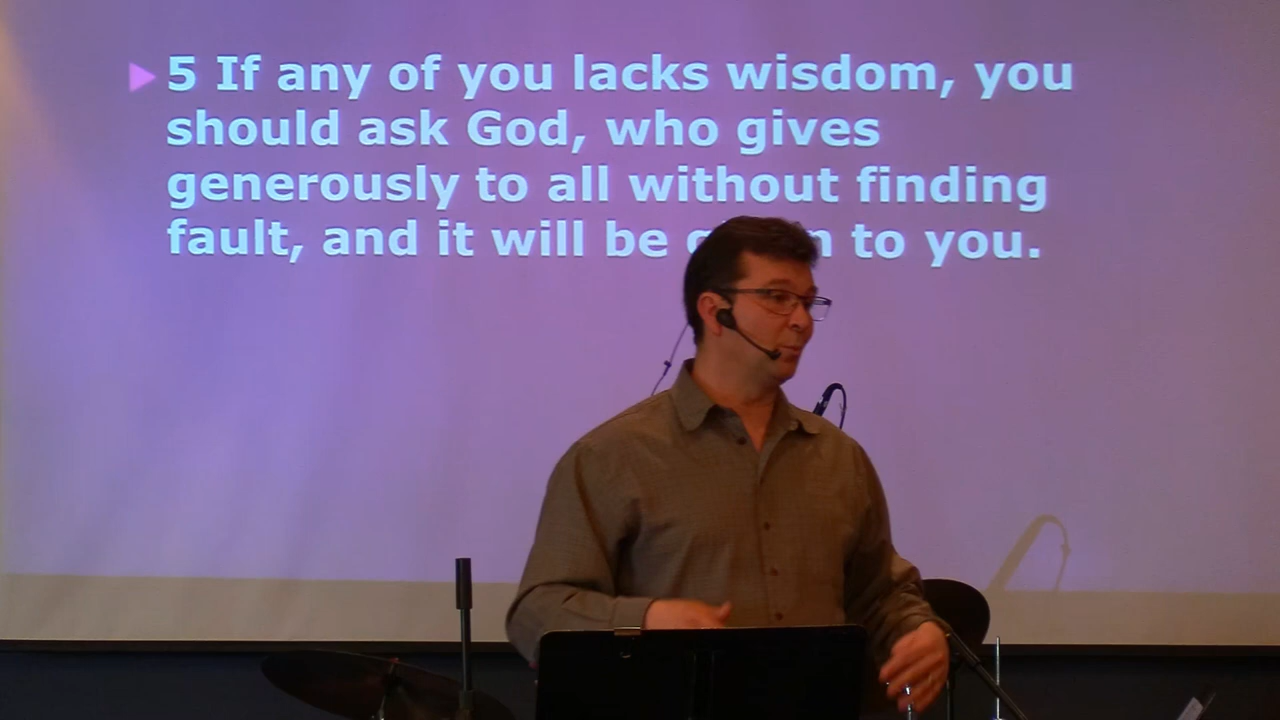 5 If any of you lacks wisdom, you
should ask God, who gives
generously to all without finding
fault, and it will be to you.